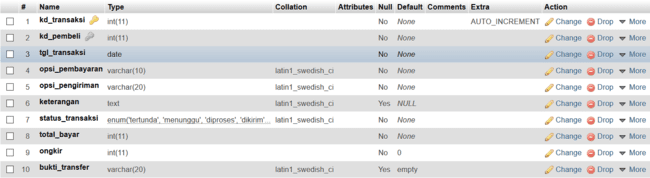 # Name Type Collation Attributes Null Default Comments Extra Action
1 kd_transaksi int(11) No None AUTO_INCREMENT Change Drop More
2 kd_pembeli int(11) No None Change Drop More
3 tgl_transaksi date No None Change Drop More
4 opsi_pembayaran varchar(10) latin1_swedish_ci No None Change Drop More
5 opsi_pengiriman varchar(20) latin1_swedish_ci No None Change Drop More
6 keterangan text latin1_swedish_ci Yes NULL Change Drop More
7 status_transaksi enum('tertunda', 'menunggu', 'diproses', 'dikirim'... latin1_swedish_ci No None Change Drop More
8 total_bayar int(11) No None Change Drop More
9 ongkir int(11) No 0 Change Drop More
10 bukti_transfer varchar(20) latin1_swedish_ci Yes empty Change Drop More